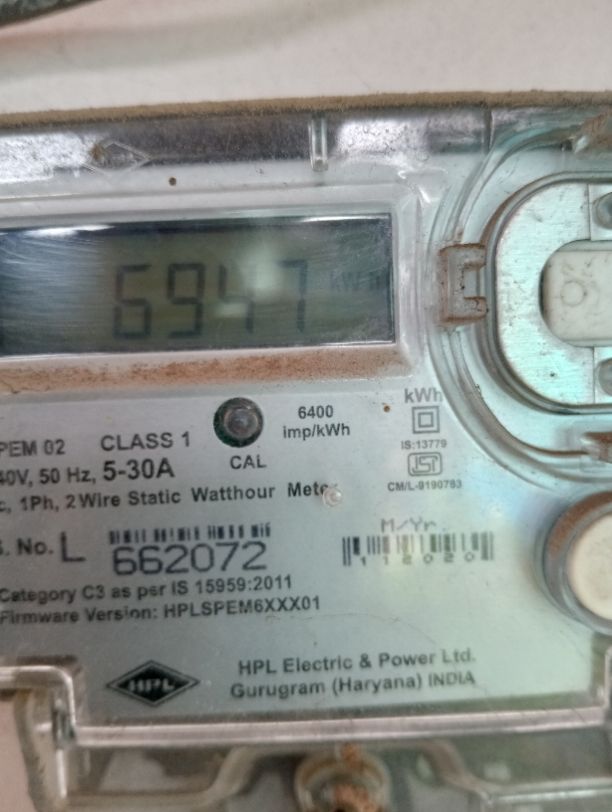 6947 kWh
kWh
6400
imp/kWh
IS:13779
CM/L-9190783
PEM 02 CLASS 1
CAL
40V, 50 Hz, 5-30A
c, 1Ph, 2 Wire Static Watthour Meter
S. No. L 662072
M/Yr.
112020
Category C3 as per IS 15959:2011
Firmware Version: HPLSPEM6XXX01
HPL
HPL Electric & Power Ltd.
Gurugram (Haryana) INDIA